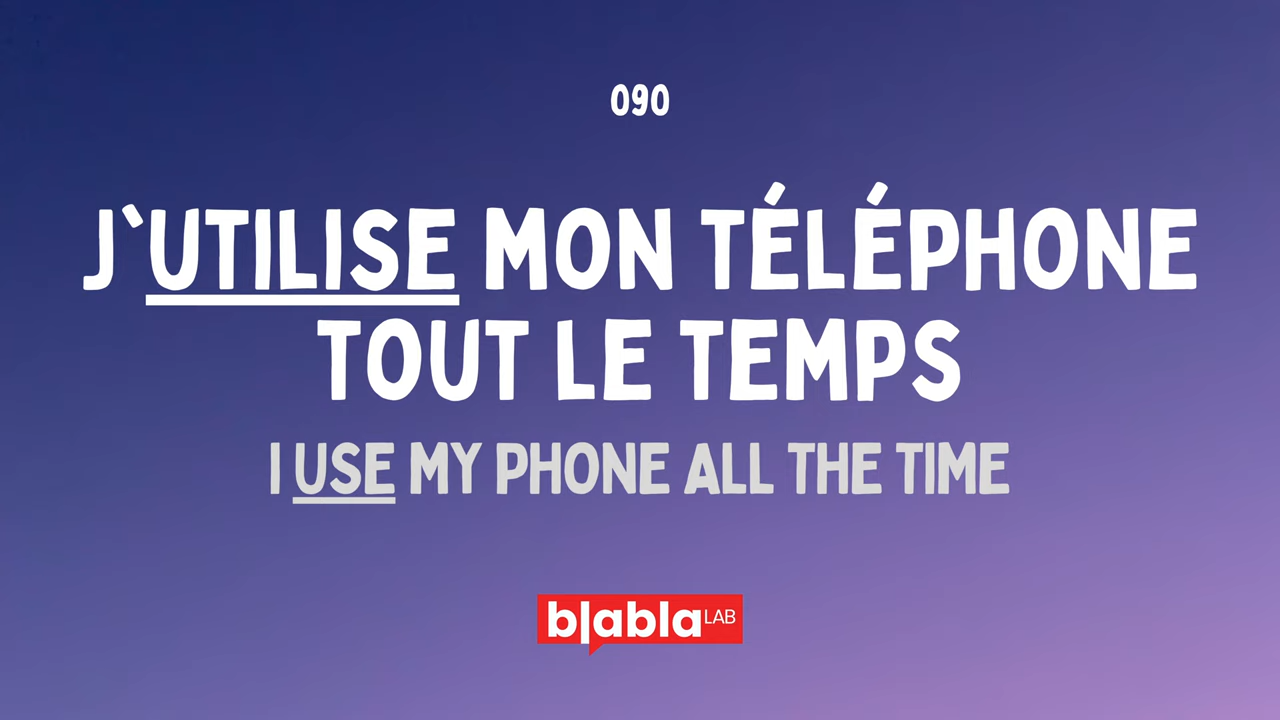 090
J`UTILISE MON TÉLÉPHONE
TOUT LE TEMPS
I USE MY PHONE ALL THE TIME
blabla LAB